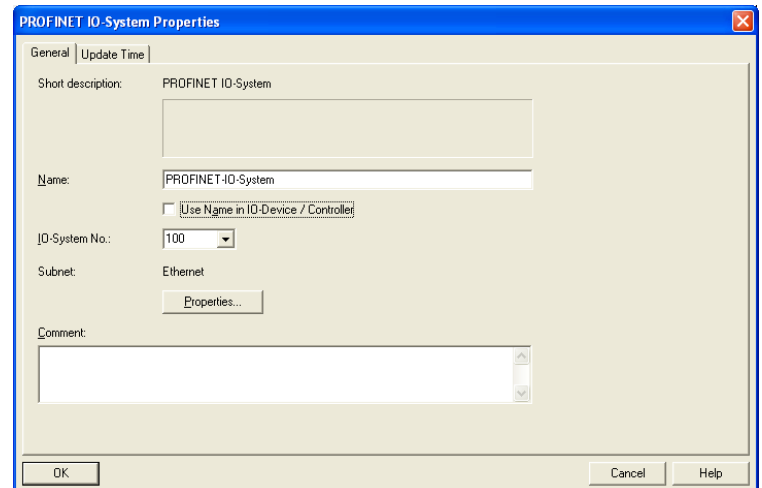 PROFINET IO-System Properties
General
Update Time
Short description:
PROFINET IO-System
Name:
PROFINET-IO-System
Use Name in IO-Device / Controller
IO-System No.:
100
Subnet:
Ethernet
Properties...
Comment:
OK
Cancel
Help